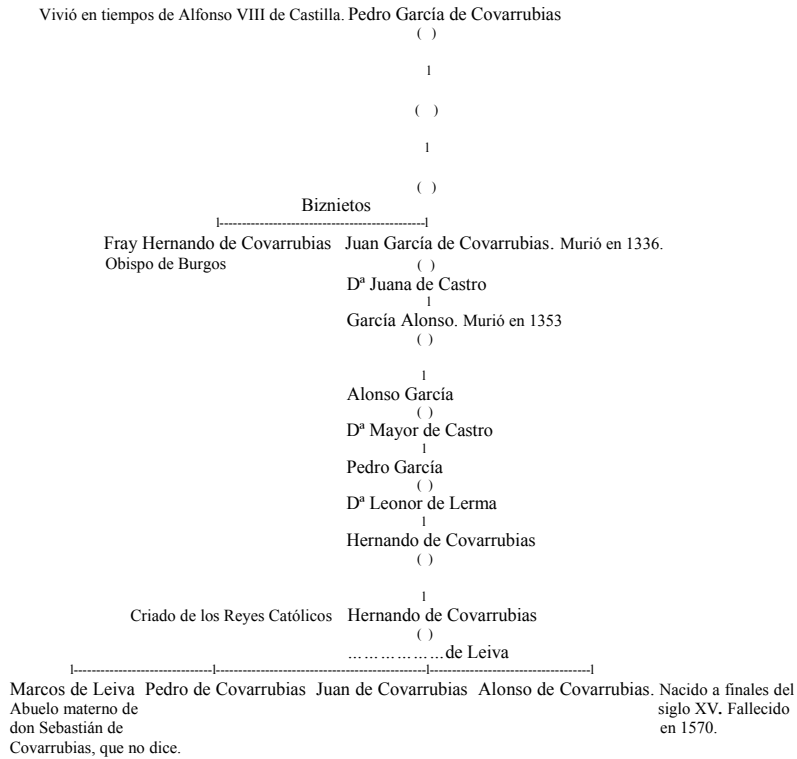 Vivió en tiempos de Alfonso VIII de Castilla. Pedro García de Covarrubias
( )
l
( )
l
( )
Biznietos
l----------------------------------------------l
Fray Hernando de Covarrubias Juan García de Covarrubias. Murió en 1336.
Obispo de Burgos ( )
Dª Juana de Castro
l
García Alonso. Murió en 1353
( )
l
Alonso García
( )
Dª Mayor de Castro
l
Pedro García
( )
Dª Leonor de Lerma
l
Hernando de Covarrubias
( )
l
Criado de los Reyes Católicos Hernando de Covarrubias
( )
………………de Leiva
l-------------------------------l-----------------------------------------------l------------------------------------l
Marcos de Leiva Pedro de Covarrubias Juan de Covarrubias Alonso de Covarrubias. Nacido a finales del
Abuelo materno de siglo XV. Fallecido
don Sebastián de en 1570.
Covarrubias, que no dice.